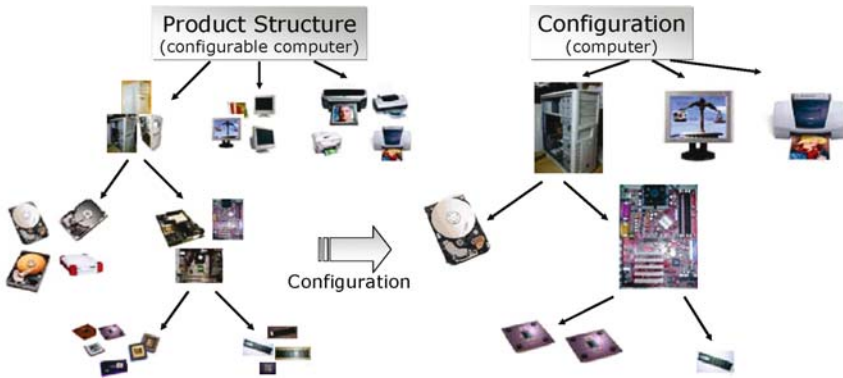 Product Structure
(configurable computer)
Configuration
(computer)
Configuration